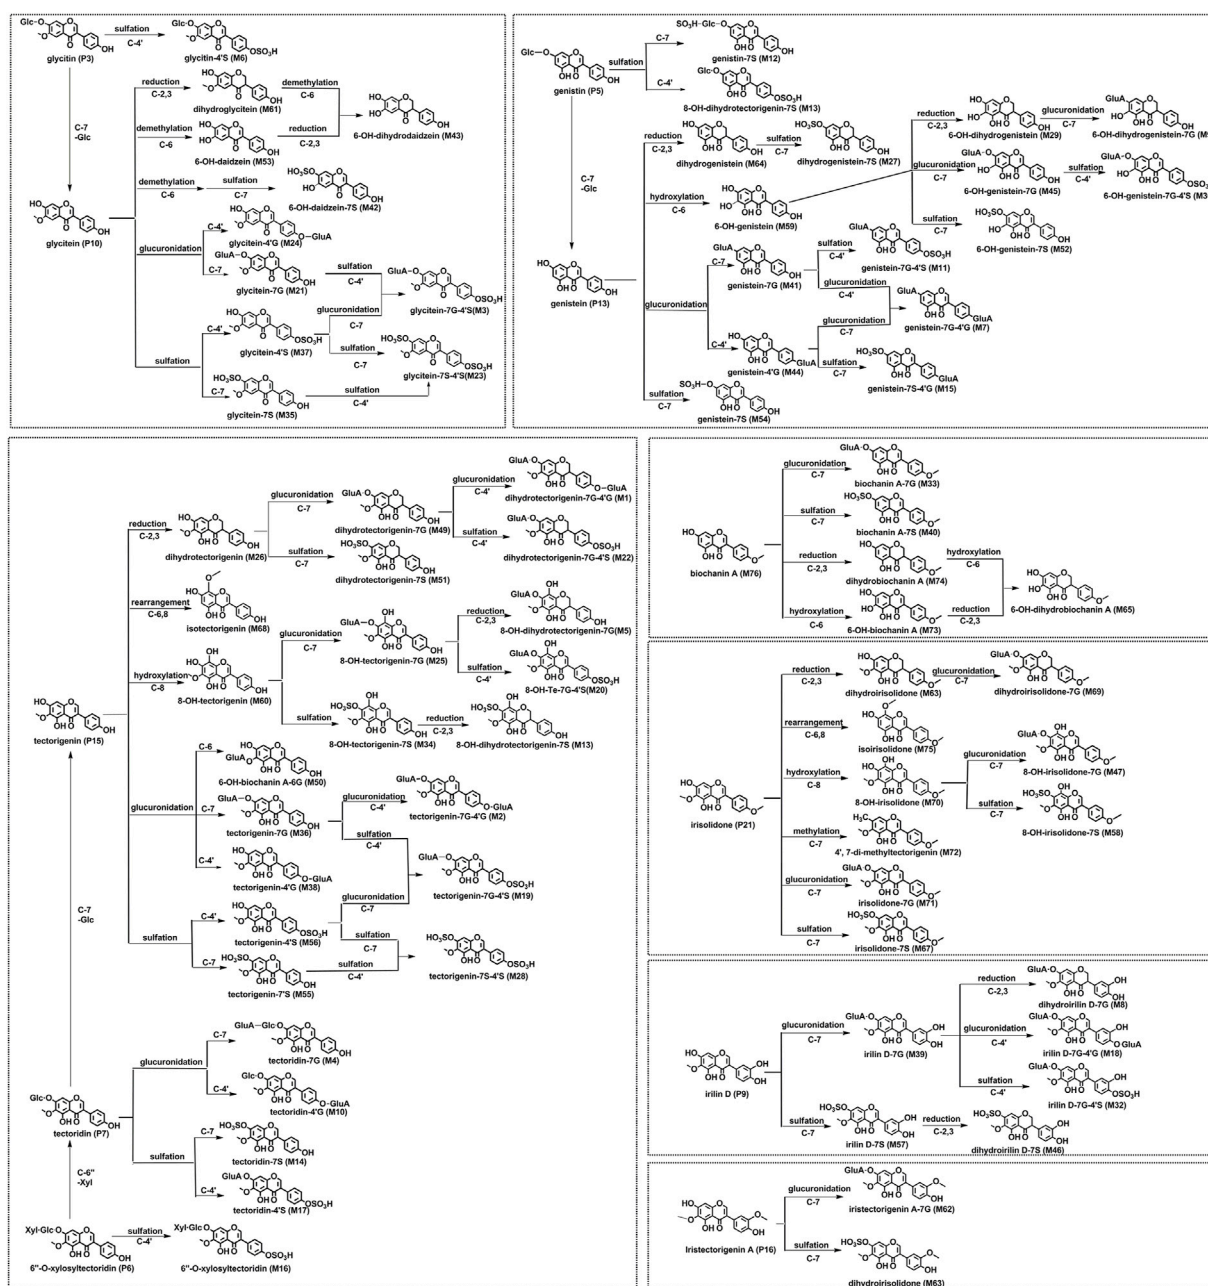 glycitin (P3)
sulfation
C-4'
glycitin-4'S (M6)
C-7
-Glc
glycitein (P10)
reduction
C-2,3
dihydroglycitein (M61)
demethylation
C-6
6-OH-dihydrodaidzein (M43)
demethylation
C-6
6-OH-daidzein (M53)
reduction
C-2,3
demethylation
C-6
sulfation
C-7
6-OH-daidzein-7S (M42)
glucuronidation
C-4'
glycitein-4'G (M24)
C-7
glycitein-7G (M21)
sulfation
C-4'
glycitein-7G-4'S(M3)
sulfation
C-4'
glycitein-4'S (M37)
glucuronidation
C-7
sulfation
C-7
glycitein-7S-4'S(M23)
C-7
glycitein-7S (M35)
sulfation
C-4'
genistin (P5)
sulfation
C-7
genistin-7S (M12)
C-4'
8-OH-dihydrotectorigenin-7S (M13)
C-7
-Glc
genistein (P13)
reduction
C-2,3
dihydrogenistein (M64)
sulfation
C-7
dihydrogenistein-7S (M27)
hydroxylation
C-6
6-OH-genistein (M59)
reduction
C-2,3
6-OH-dihydrogenistein (M29)
glucuronidation
C-7
6-OH-dihydrogenistein-7G (M9
glucuronidation
C-7
6-OH-genistein-7G (M45)
sulfation
C-4'
6-OH-genistein-7G-4'S (M3
sulfation
C-7
6-OH-genistein-7S (M52)
glucuronidation
C-7
genistein-7G (M41)
sulfation
C-4'
genistein-7G-4'S (M11)
glucuronidation
C-4'
glucuronidation
C-7
genistein-7G-4'G (M7)
C-4'
genistein-4'G (M44)
sulfation
C-7
genistein-7S-4'G (M15)
sulfation
C-7
genistein-7S (M54)
tectorigenin (P15)
reduction
C-2,3
dihydrotectorigenin (M26)
glucuronidation
C-7
dihydrotectorigenin-7G (M49)
glucuronidation
C-4'
dihydrotectorigenin-7G-4'G (M1)
sulfation
C-4'
dihydrotectorigenin-7G-4'S (M22)
sulfation
C-7
dihydrotectorigenin-7S (M51)
rearrangement
C-6,8
isotectorigenin (M68)
hydroxylation
C-8
8-OH-tectorigenin (M60)
glucuronidation
C-7
8-OH-tectorigenin-7G (M25)
reduction
C-2,3
8-OH-dihydrotectorigenin-7G(M5)
sulfation
C-4'
8-OH-Te-7G-4'S(M20)
sulfation
C-7
8-OH-tectorigenin-7S (M34)
reduction
C-2,3
8-OH-dihydrotectorigenin-7S (M13)
glucuronidation
C-6
6-OH-biochanin A-6G (M50)
C-7
tectorigenin-7G (M36)
glucuronidation
C-4'
tectorigenin-7G-4'G (M2)
sulfation
C-4'
C-4'
tectorigenin-4'G (M38)
tectorigenin-7G-4'S (M19)
sulfation
C-4'
tectorigenin-4'S (M56)
glucuronidation
C-7
sulfation
C-7
tectorigenin-7S-4'S (M28)
C-7
tectorigenin-7'S (M55)
sulfation
C-4'
C-7
-Glc
tectoridin (P7)
glucuronidation
C-7
tectoridin-7G (M4)
C-4'
tectoridin-4'G (M10)
sulfation
C-7
tectoridin-7S (M14)
C-4'
tectoridin-4'S (M17)
C-6''
-Xyl
6''-O-xylosyltectoridin (P6)
sulfation
C-4'
6''-O-xylosyltectoridin (M16)
biochanin A (M76)
glucuronidation
C-7
biochanin A-7G (M33)
sulfation
C-7
biochanin A-7S (M40)
reduction
C-2,3
dihydrobiochanin A (M74)
hydroxylation
C-6
6-OH-dihydrobiochanin A (M65)
hydroxylation
C-6
6-OH-biochanin A (M73)
reduction
C-2,3
irisolidone (P21)
reduction
C-2,3
dihydroirisolidone (M63)
glucuronidation
C-7
dihydroirisolidone-7G (M69)
rearrangement
C-6,8
isoirisolidone (M75)
hydroxylation
C-8
8-OH-irisolidone (M70)
glucuronidation
C-7
8-OH-irisolidone-7G (M47)
sulfation
C-7
8-OH-irisolidone-7S (M58)
methylation
C-7
4', 7-di-methyltectorigenin (M72)
glucuronidation
C-7
irisolidone-7G (M71)
sulfation
C-7
irisolidone-7S (M67)
irilin D (P9)
glucuronidation
C-7
irilin D-7G (M39)
reduction
C-2,3
dihydroirilin D-7G (M8)
glucuronidation
C-4'
irilin D-7G-4'G (M18)
sulfation
C-4'
irilin D-7G-4'S (M32)
sulfation
C-7
irilin D-7S (M57)
reduction
C-2,3
dihydroirilin D-7S (M46)
Iristectorigenin A (P16)
glucuronidation
C-7
iristectorigenin A-7G (M62)
sulfation
C-7
dihydroirisolidone (M63)